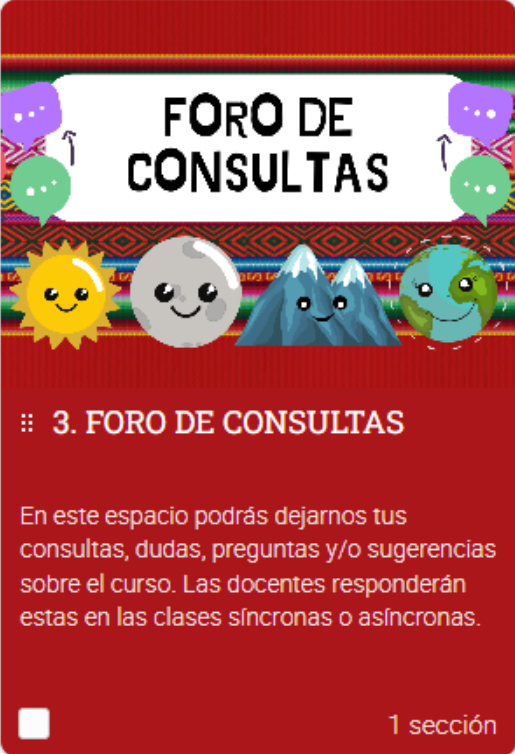 FORO DE
CONSULTAS
3. FORO DE CONSULTAS
En este espacio podrás dejarnos tus
consultas, dudas, preguntas y/o sugerencias
sobre el curso. Las docentes responderán
estas en las clases síncronas o asíncronas.
1 sección